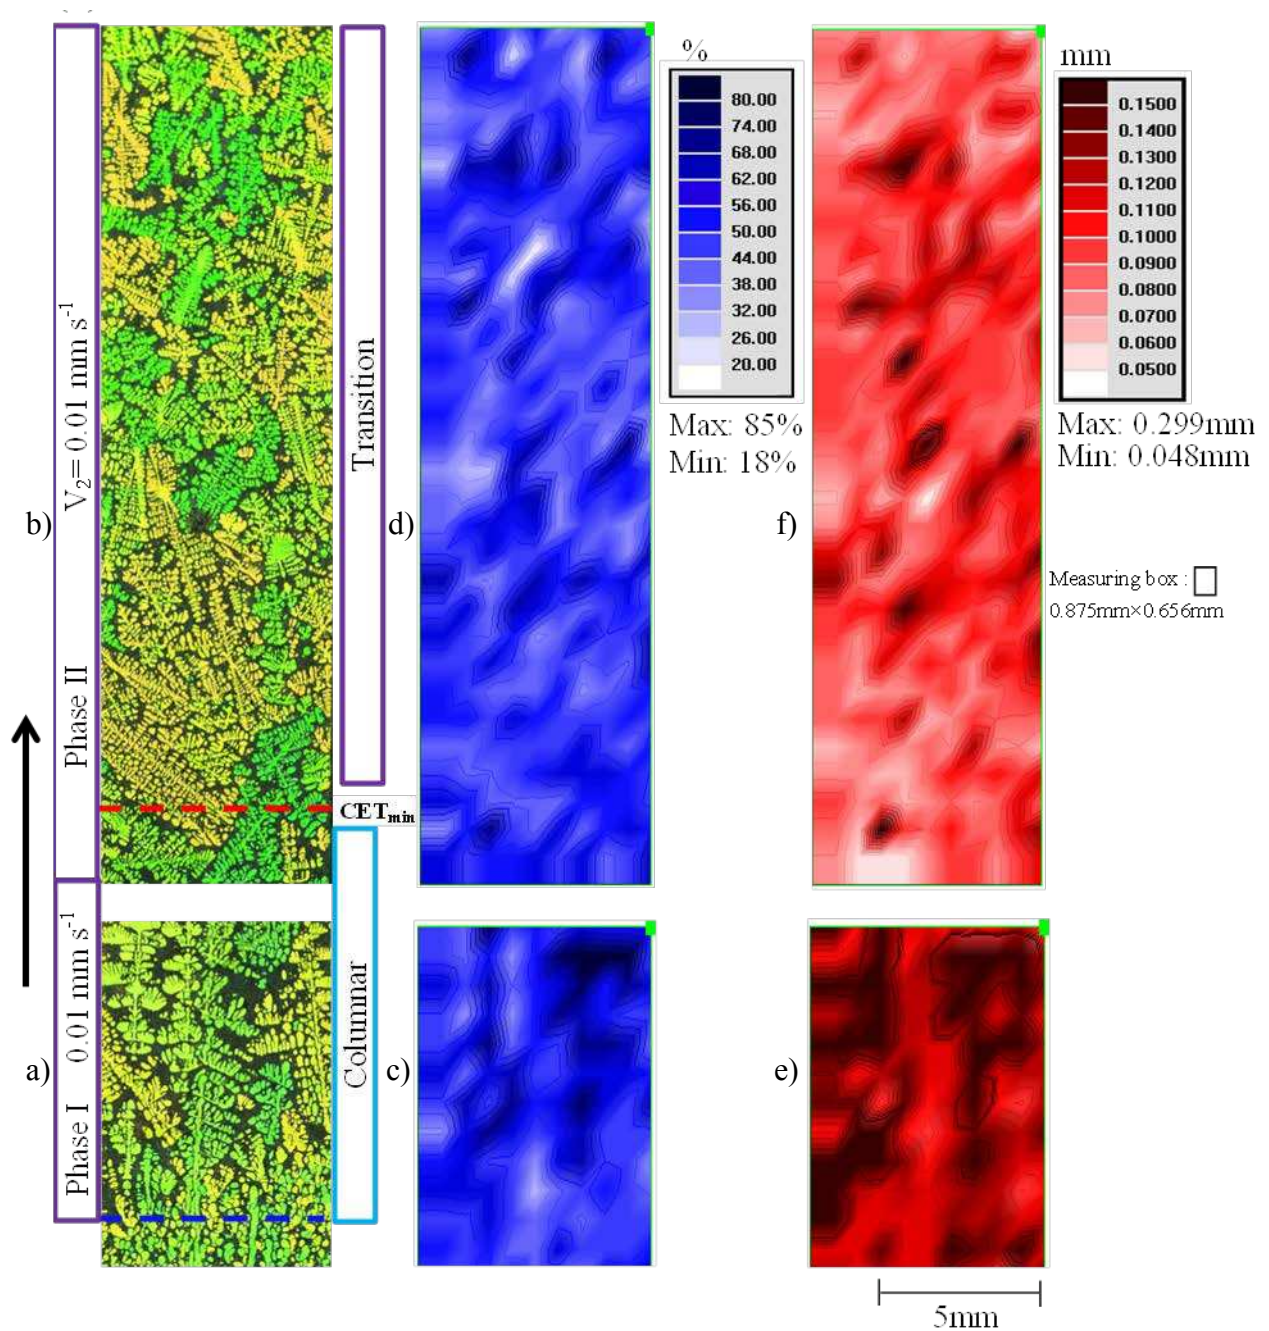 b)
V₂= 0.01 mm s⁻¹
Phase II
Transition
d)
%
80.00
74.00
68.00
62.00
56.00
50.00
44.00
38.00
32.00
26.00
20.00
Max: 85%
Min: 18%
f)
mm
0.1500
0.1400
0.1300
0.1200
0.1100
0.1000
0.0900
0.0800
0.0700
0.0600
0.0500
Max: 0.299mm
Min: 0.048mm
Measuring box :
0.875mm×0.656mm
CETmin
a)
Phase I 0.01 mm s⁻¹
Columnar
c)
e)
5mm